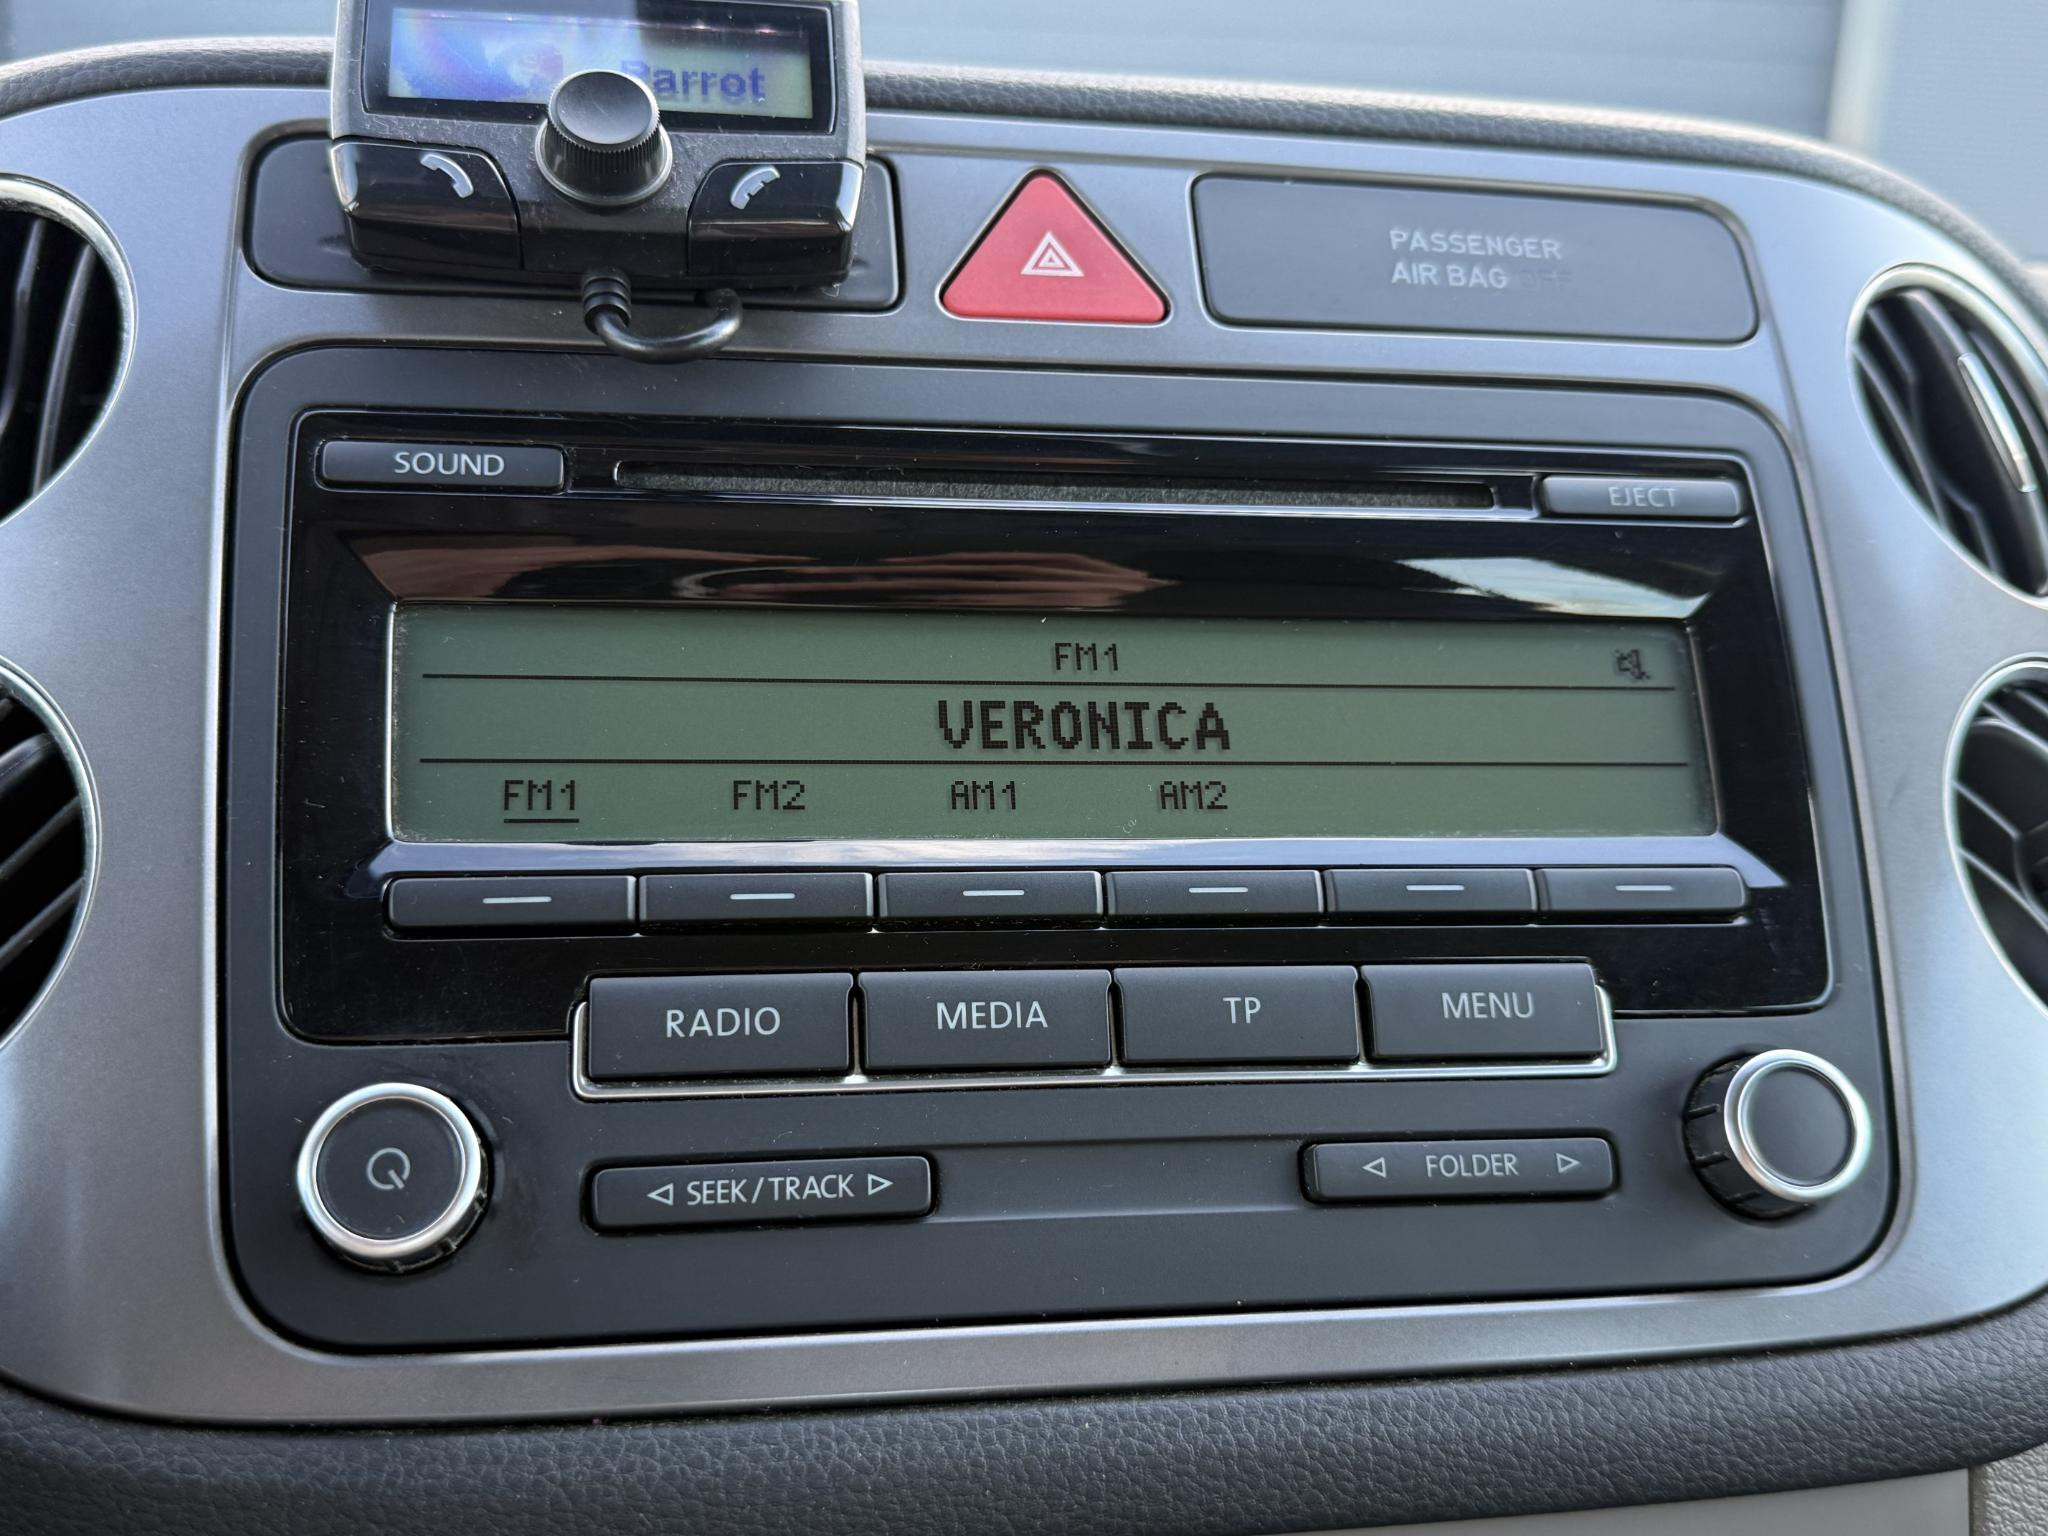 Parrot
PASSENGER
AIR BAG OFF
SOUND
EJECT
FM1
VERONICA
FM1 FM2 AM1 AM2
RADIO MEDIA TP MENU
SEEK/TRACK FOLDER